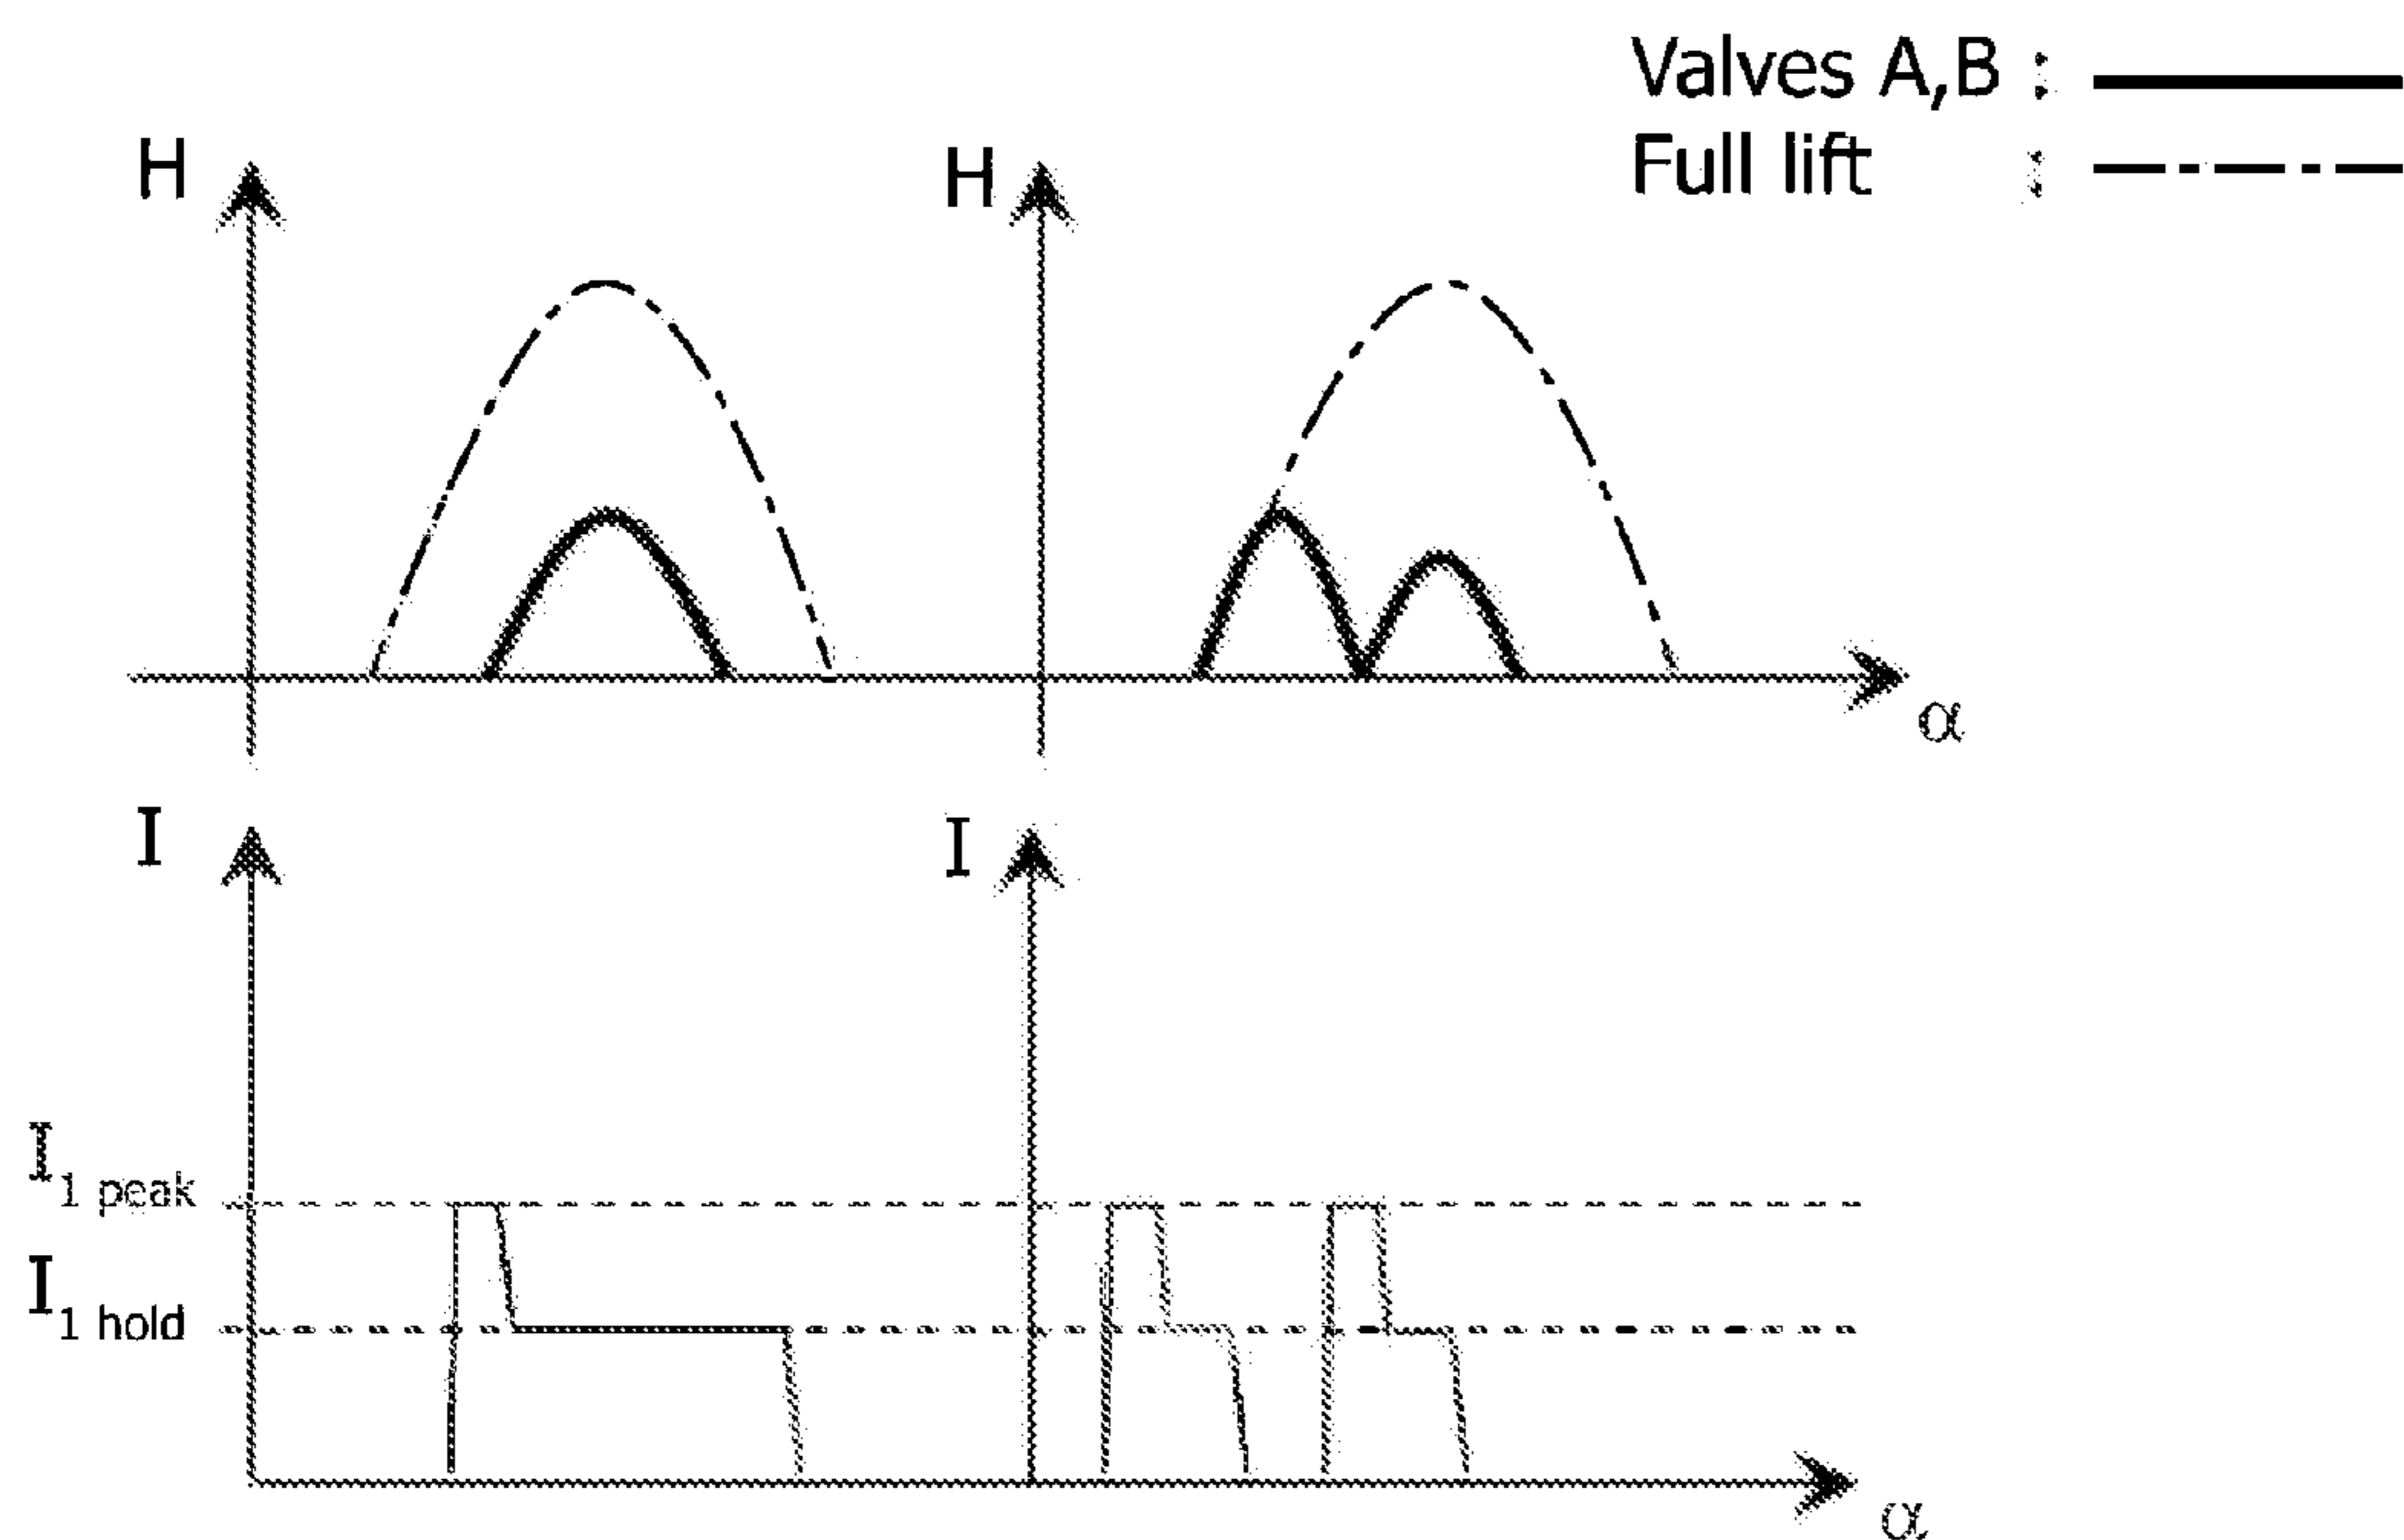 Valves A,B :
Full lift :
H H
α
I I
I1 peak
I1 hold
α